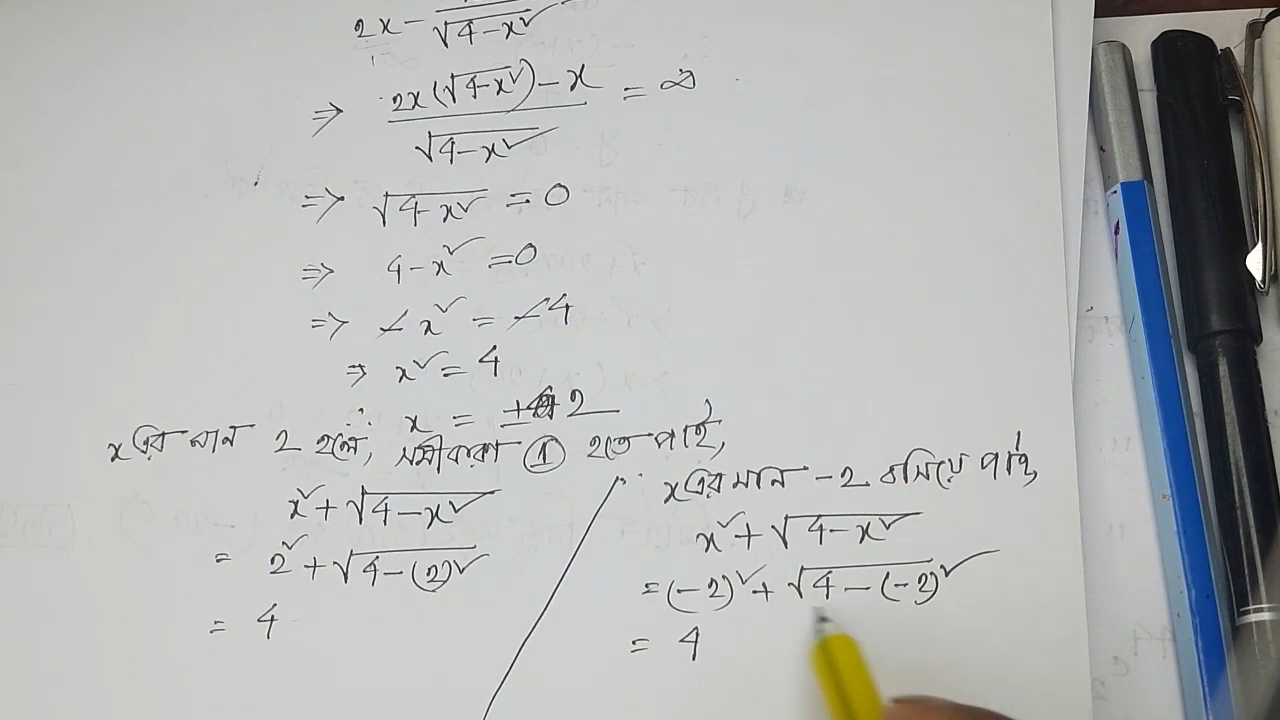 2x − ―/√(4−x²)
⇒ (2x(√(4−x²)) − x)/√(4−x²) = ∞
⇒ √(4−x²) = 0
⇒ 4−x² = 0
⇒ −x² = −4
⇒ x² = 4
∴ x = ± 2
x এর মান 2 হলে, সমীকরণ ① হতে পাই,
x² + √(4−x²)
= 2² + √(4−(2)²)
= 4
x এর মান −2 বসিয়ে পাই,
x² + √(4−x²)
= (−2)² + √(4−(−2)²)
= 4